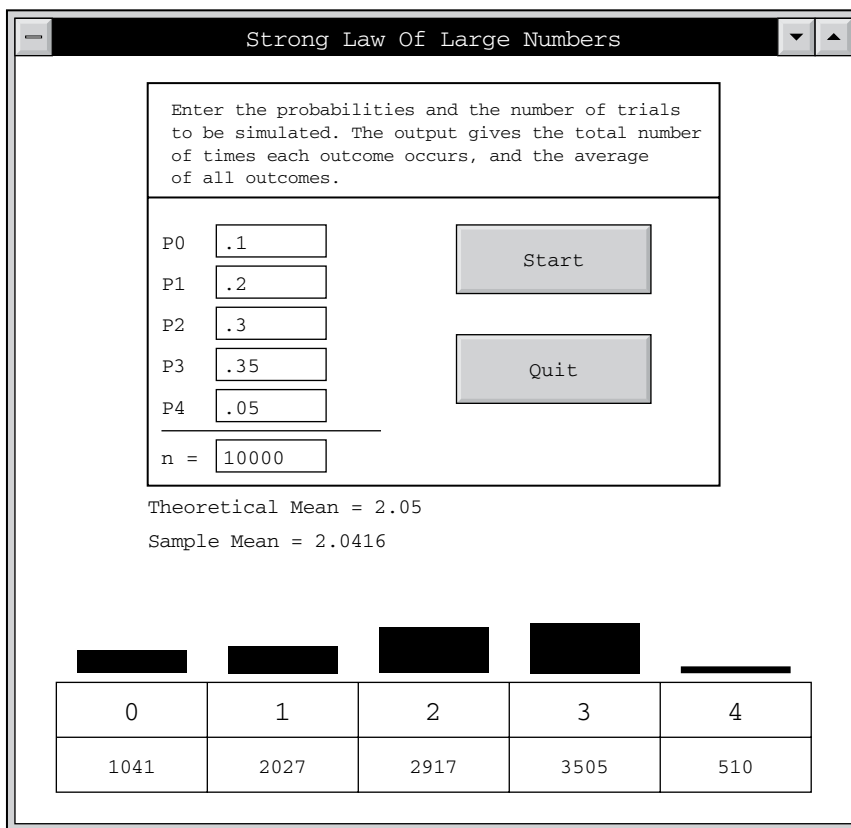 Strong Law Of Large Numbers
Enter the probabilities and the number of trials
to be simulated. The output gives the total number
of times each outcome occurs, and the average
of all outcomes.
P0 .1
Start
P1 .2
P2 .3
P3 .35
Quit
P4 .05
n = 10000
Theoretical Mean = 2.05
Sample Mean = 2.0416
0 1 2 3 4
1041 2027 2917 3505 510